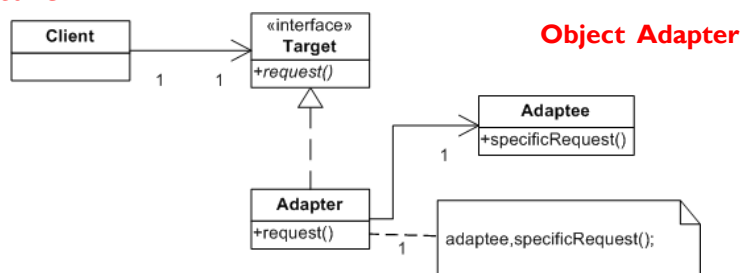 Object Adapter
Client
«interface»
Target
+request()
1
1
Adaptee
+specificRequest()
1
Adapter
+request()
1
adaptee,specificRequest();